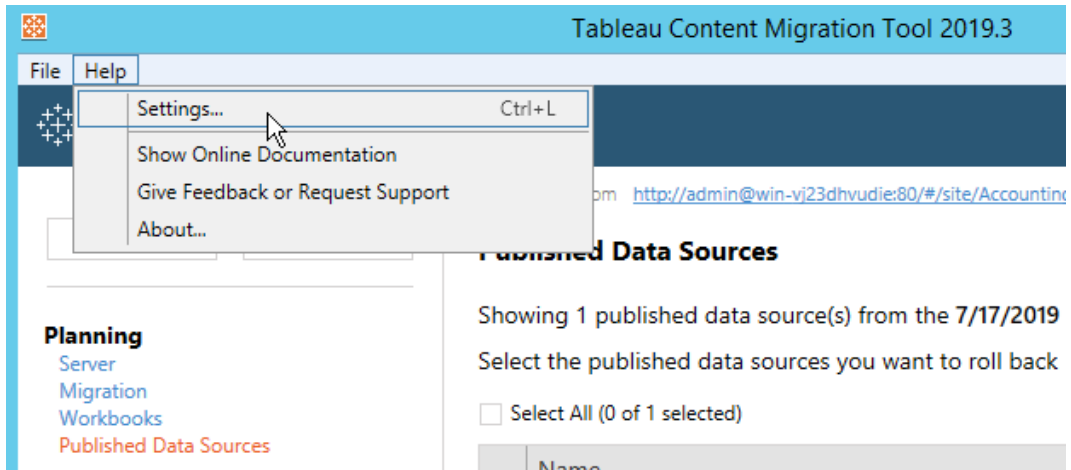 Tableau Content Migration Tool 2019.3
File Help
Settings... Ctrl+L
Show Online Documentation
Give Feedback or Request Support
About...
http://admin@win-vj23dhvudie:80/#/site/Accounting
Published Data Sources
Showing 1 published data source(s) from the 7/17/2019
Select the published data sources you want to roll back
Select All (0 of 1 selected)
Name
Planning
Server
Migration
Workbooks
Published Data Sources